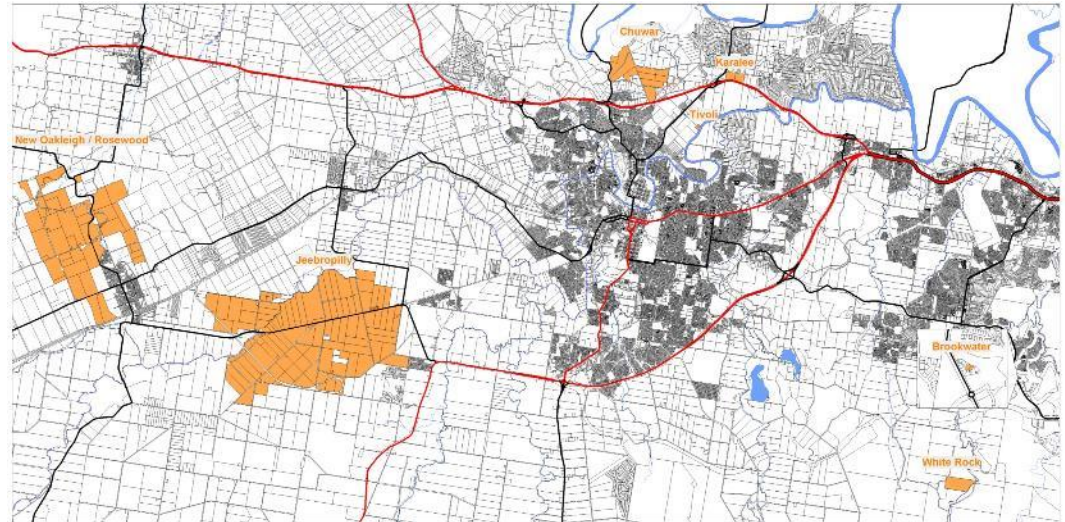 Chuwar
Karalee
Tivoli
New Oakleigh / Rosewood
Jeebropilly
Brookwater
White Rock